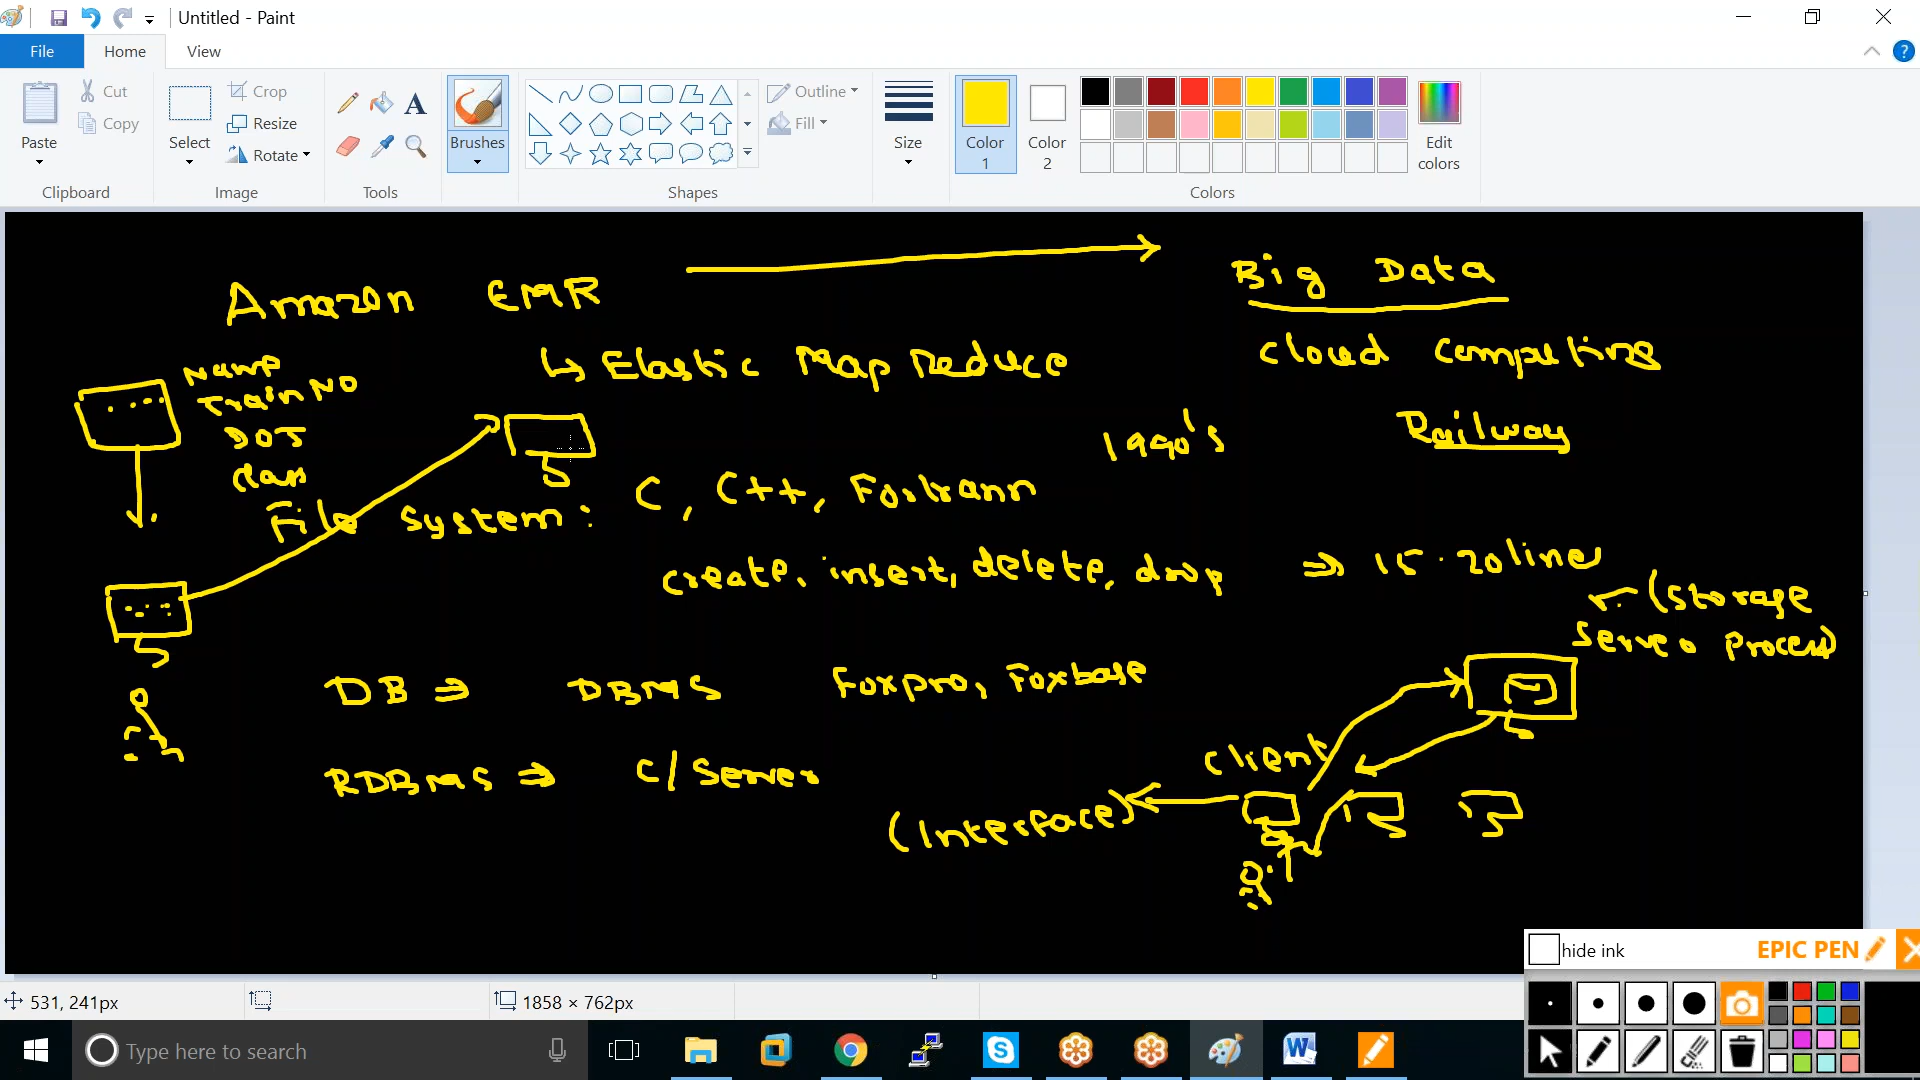 Untitled - Paint
File Home View
Paste
Cut
Copy
Clipboard
Select
Crop
Resize
Rotate
Image
A
Tools
Brushes
Shapes
Outline
Fill
Size
Color 1
Color 2
Edit colors
Colors
Amazon EMR
Big Data
Elastic Map Reduce
Cloud Computing
Name
Train NO
DOJ
Class
1990's
Railway
File System: C, C++, Fortrann
create, insert, delete, drop ⇒ 15-20 lines
(Storage
Server process)
DB ⇒ DBMS Foxpro, Foxbase
RDBMS ⇒ C/Server
Client
(Interface)
531, 241px
1858 × 762px
hide ink EPIC PEN
Type here to search